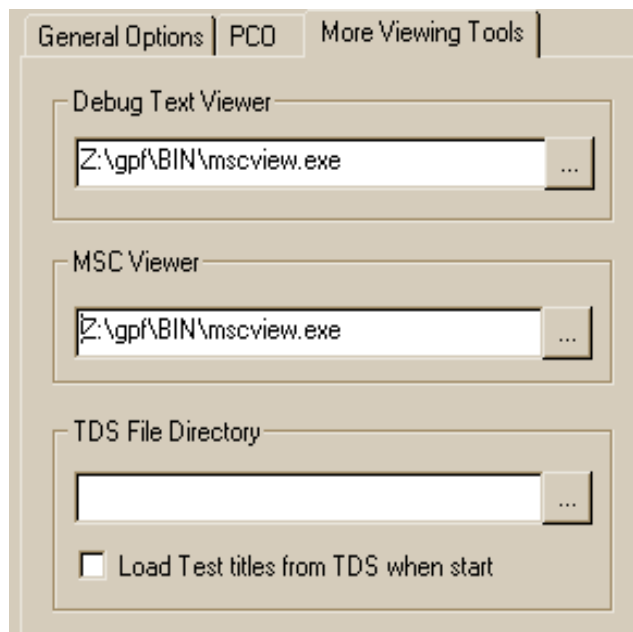 General Options PCO More Viewing Tools
Debug Text Viewer
Z:\gpf\BIN\mscview.exe ...
MSC Viewer
Z:\gpf\BIN\mscview.exe ...
TDS File Directory
...
Load Test titles from TDS when start